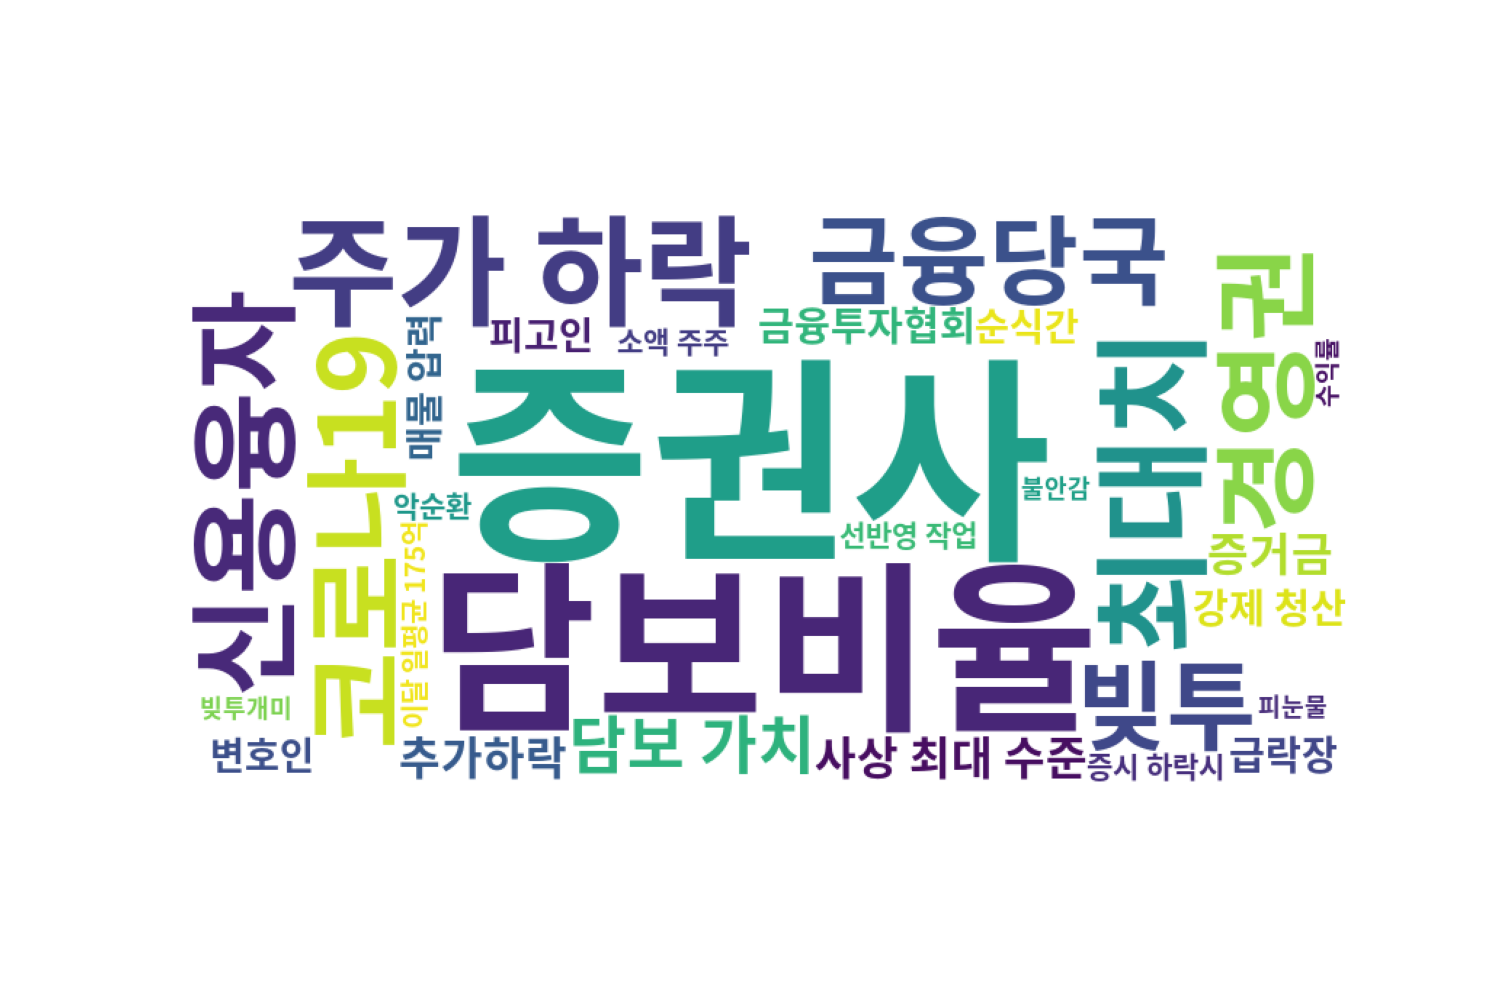 주가 하락
금융당국
신용융자
코로나19
매물 압력
피고인
소액 주주
금융투자협회
순식간
경영권
수익률
최대치
증권사
악순환
불안감
선반영 작업
이달 일평균 175억
담보비율
증거금
강제 청산
빚투
빚투개미
피눈물
변호인
추가하락
담보 가치
사상 최대 수준
증시 하락시
급락장